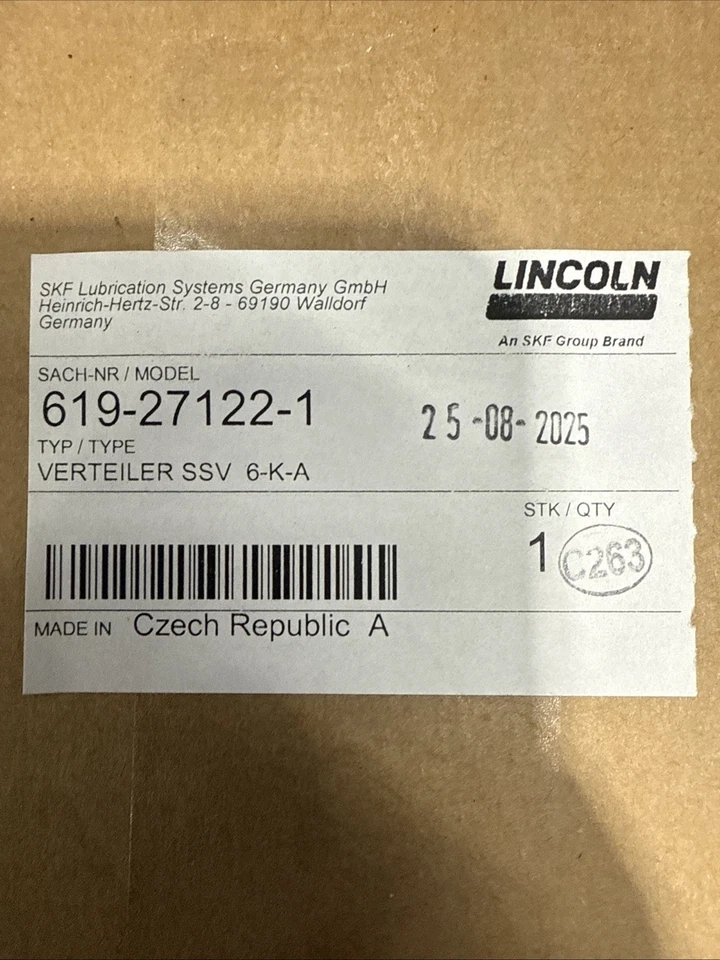 SKF Lubrication Systems Germany GmbH
Heinrich-Hertz-Str. 2-8 - 69190 Walldorf
Germany
LINCOLN
An SKF Group Brand
SACH-NR / MODEL
619-27122-1
25-08-2025
TYP / TYPE
VERTEILER SSV 6-K-A
STK / QTY
1
C263
MADE IN Czech Republic A